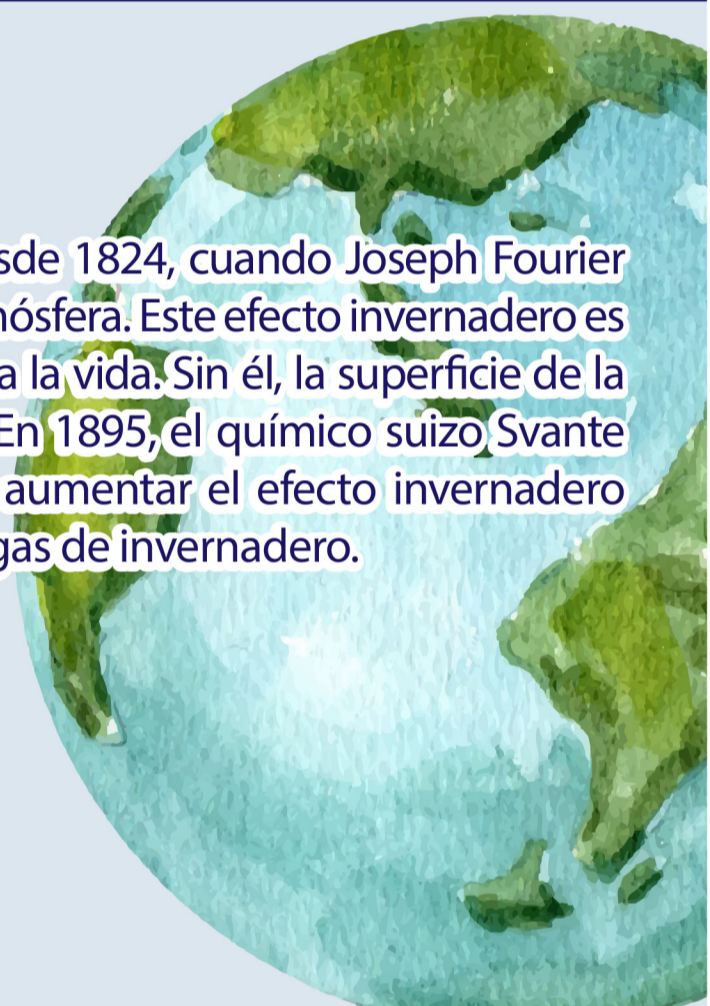 sde 1824, cuando Joseph Fourier
nósfera. Este efecto invernadero es
a la vida. Sin él, la superficie de la
En 1895, el químico suizo Svante
aumentar el efecto invernadero
gas de invernadero.